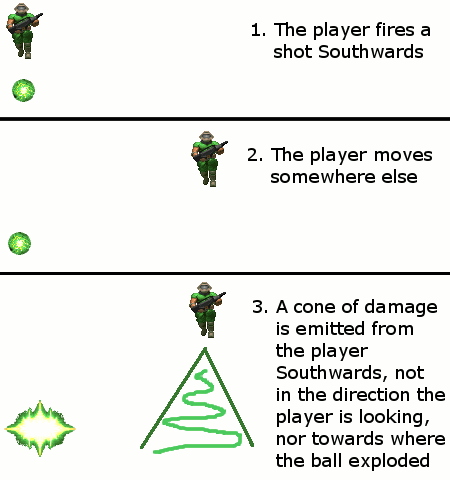 1. The player fires a
shot Southwards
2. The player moves
somewhere else
3. A cone of damage
is emitted from
the player
Southwards, not
in the direction the
player is looking,
nor towards where
the ball exploded